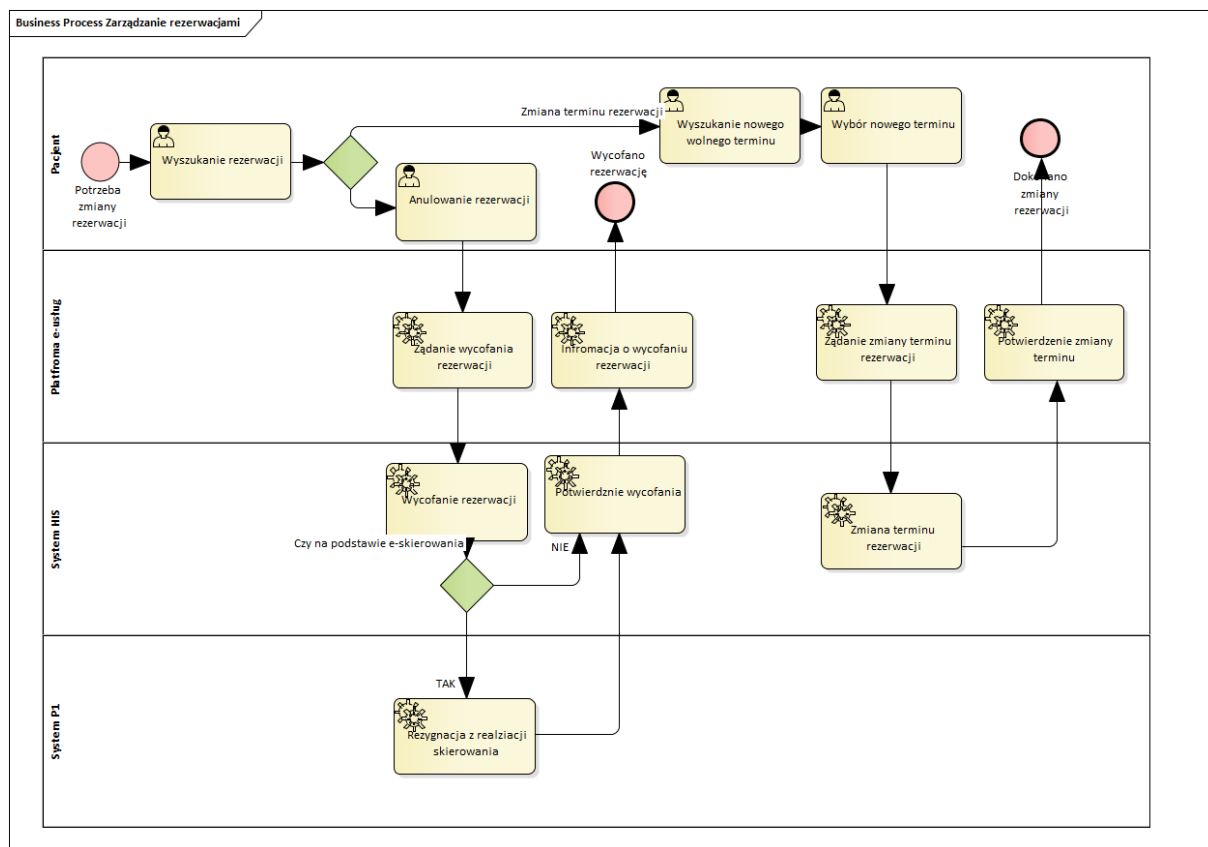 Business Process Zarządzanie rezerwacjami
Pacjent
Potrzeba
zmiany
rezerwacji
Wyszukanie rezerwacji
Zmiana terminu rezerwacji
Anulowanie rezerwacji
Wycofano
rezerwację
Wyszukanie nowego
wolnego terminu
Wybór nowego terminu
Dokonano
zmiany
rezerwacji
Platfroma e-usług
Żądanie wycofania
rezerwacji
Infromacja o wycofaniu
rezerwacji
Żądanie zmiany terminu
rezerwacji
Potwierdzenie zmiany
terminu
System HIS
Wycofanie rezerwacji
Potwierdznie wycofania
Zmiana terminu
rezerwacji
Czy na podstawie e-skierowania
NIE
System P1
TAK
Rezygnacja z realziacji
skierowania